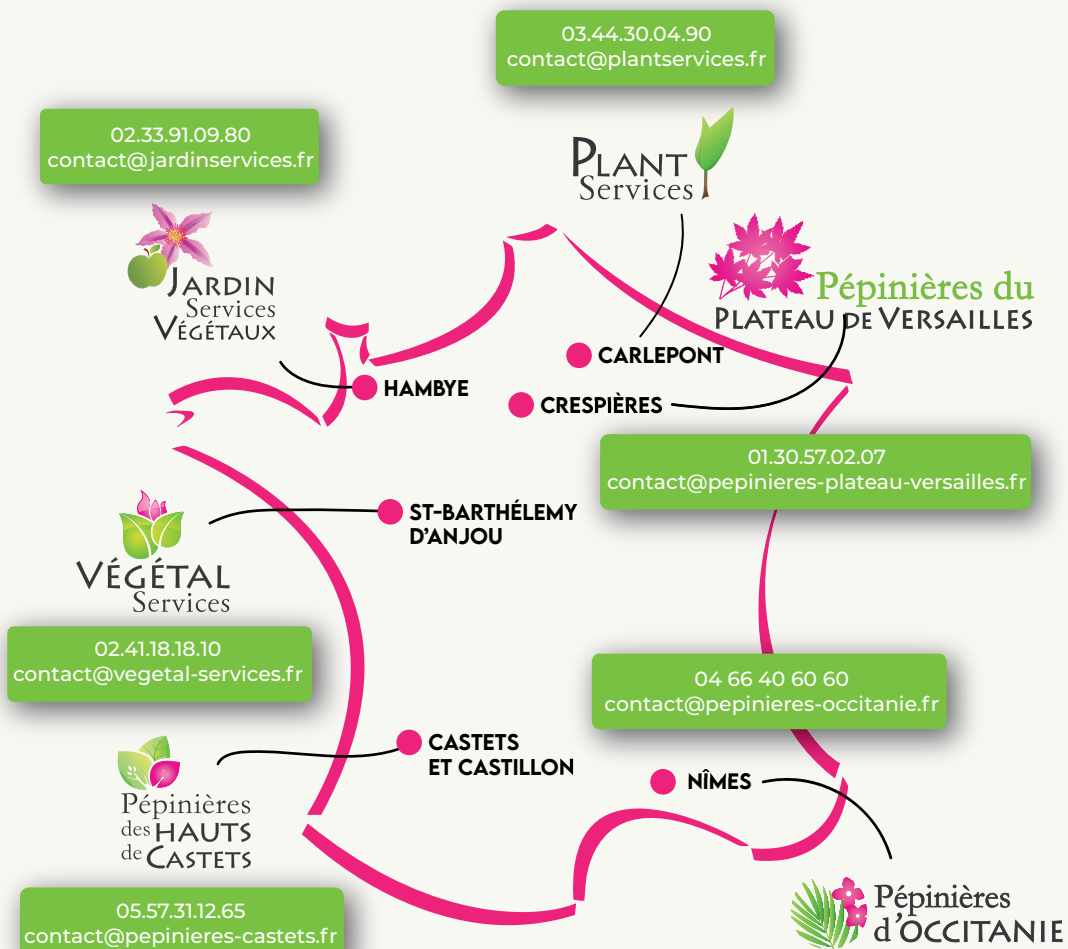 03.44.30.04.90
contact@plantservices.fr
02.33.91.09.80
contact@jardinservices.fr
PLANT
Services
JARDIN
Services
VÉGÉTAUX
Pépinières du
PLATEAU DE VERSAILLES
CARLEPONT
HAMBYE
CRESPIÈRES
01.30.57.02.07
contact@pepinieres-plateau-versailles.fr
ST-BARTHÉLEMY
D'ANJOU
VÉGÉTAL
Services
02.41.18.18.10
contact@vegetal-services.fr
04 66 40 60 60
contact@pepinieres-occitanie.fr
CASTETS
ET CASTILLON
NÎMES
Pépinières
des HAUTS
de CASTETS
05.57.31.12.65
contact@pepinieres-castets.fr
Pépinières
d'OCCITANIE